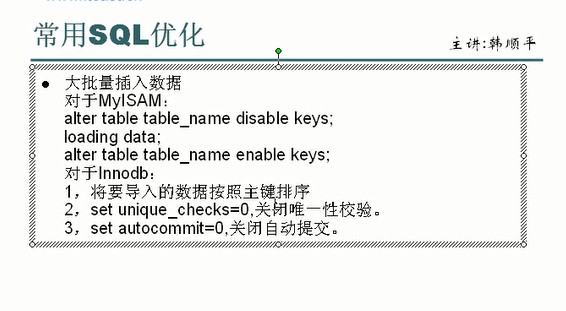 常用SQL优化
主讲:韩顺平
● 大批量插入数据
对于MyISAM：
alter table table_name disable keys;
loading data;
alter table table_name enable keys;
对于Innodb：
1，将要导入的数据按照主键排序
2，set unique_checks=0,关闭唯一性校验。
3，set autocommit=0,关闭自动提交。